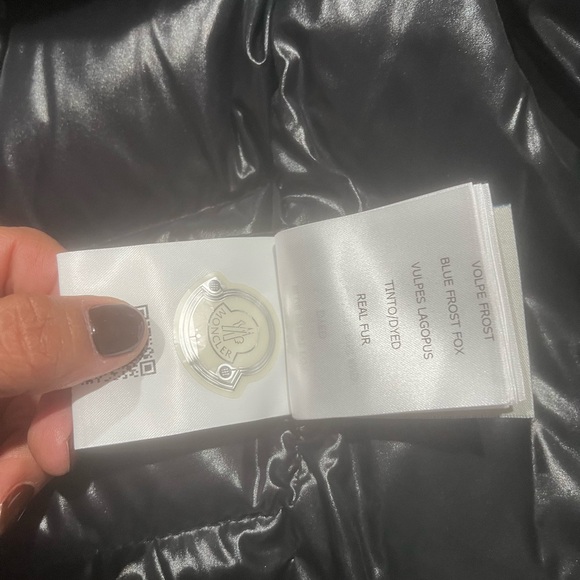 MONCLER
VOLPE FROST
BLUE FROST FOX
VULPES LAGOPUS
TINTO/DYED
REAL FUR